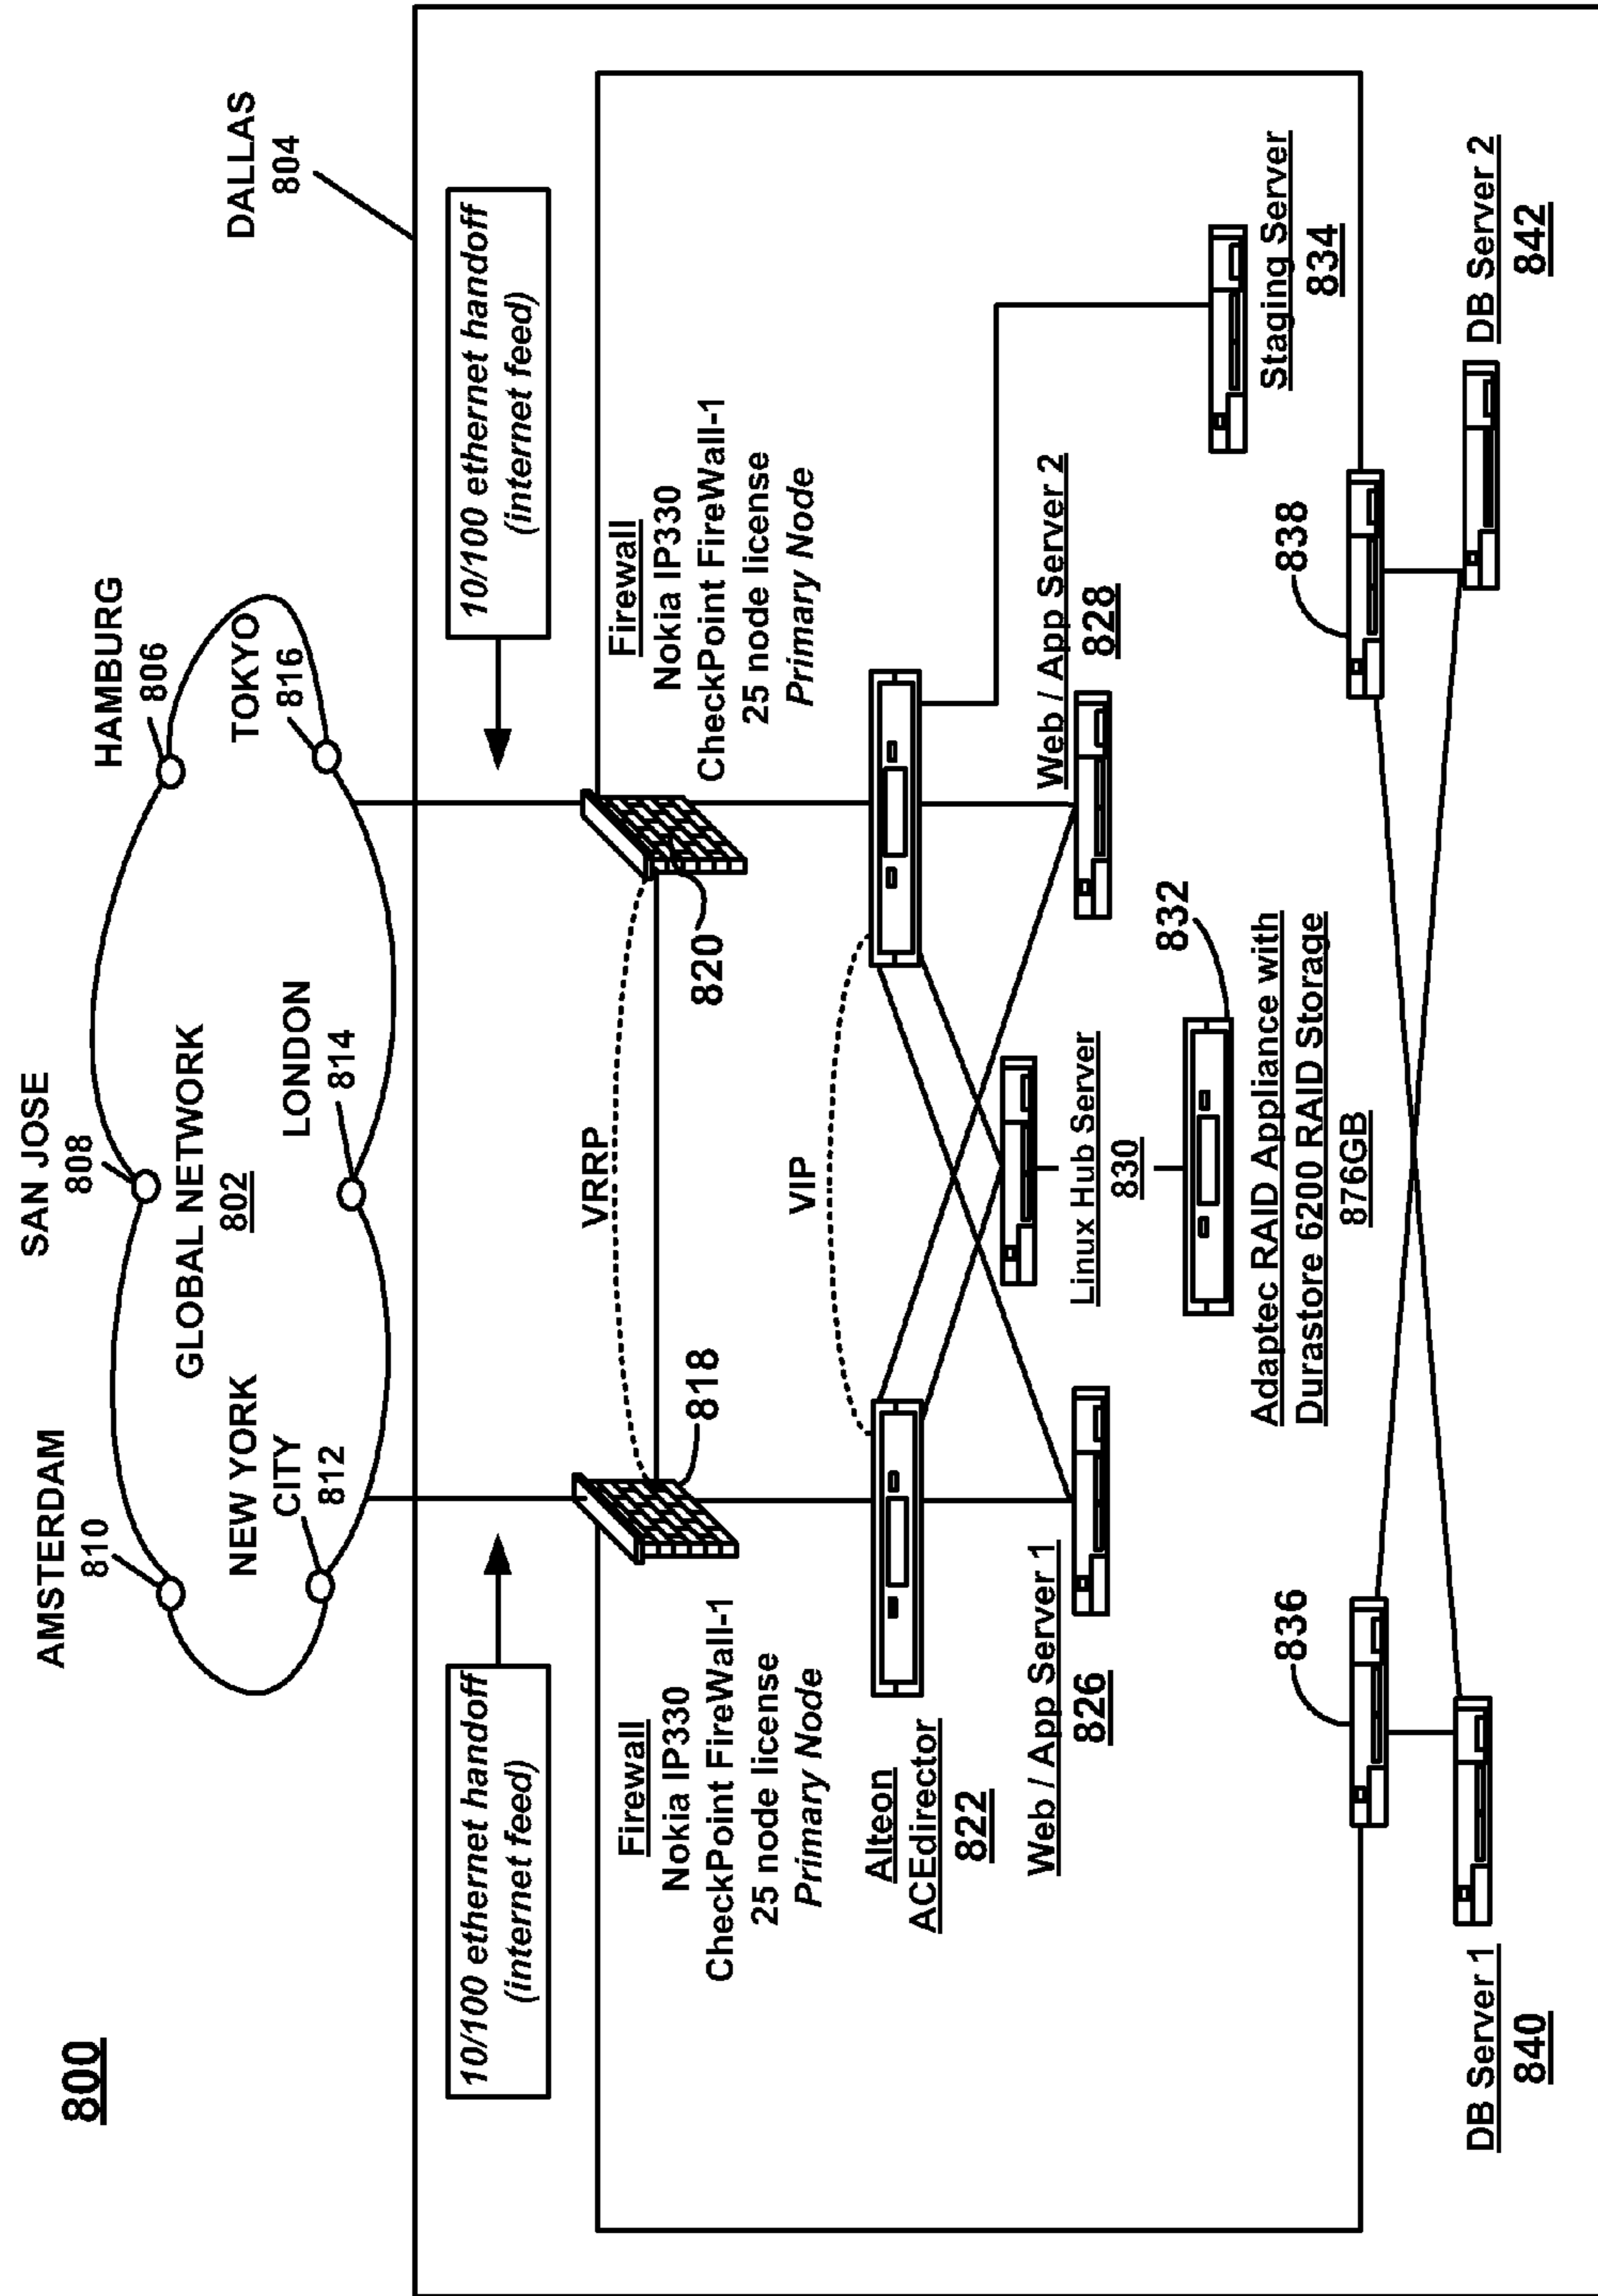 800
AMSTERDAM
810
SAN JOSE
808
HAMBURG
806
NEW YORK
CITY
812
GLOBAL NETWORK
802
LONDON
814
TOKYO
816
DALLAS
804
10/100 ethernet handoff
(internet feed)
10/100 ethernet handoff
(internet feed)
Firewall
Nokia IP330
CheckPoint FireWall-1
25 node license
Primary Node
818
VRRP
820
Firewall
Nokia IP330
CheckPoint FireWall-1
25 node license
Primary Node
Alteon
ACEdirector
822
VIP
Web / App Server 1
826
Linux Hub Server
830
Web / App Server 2
828
832
Adaptec RAID Appliance with
Durastore 6200 RAID Storage
876GB
Staging Server
834
836
838
DB Server 1
840
DB Server 2
842